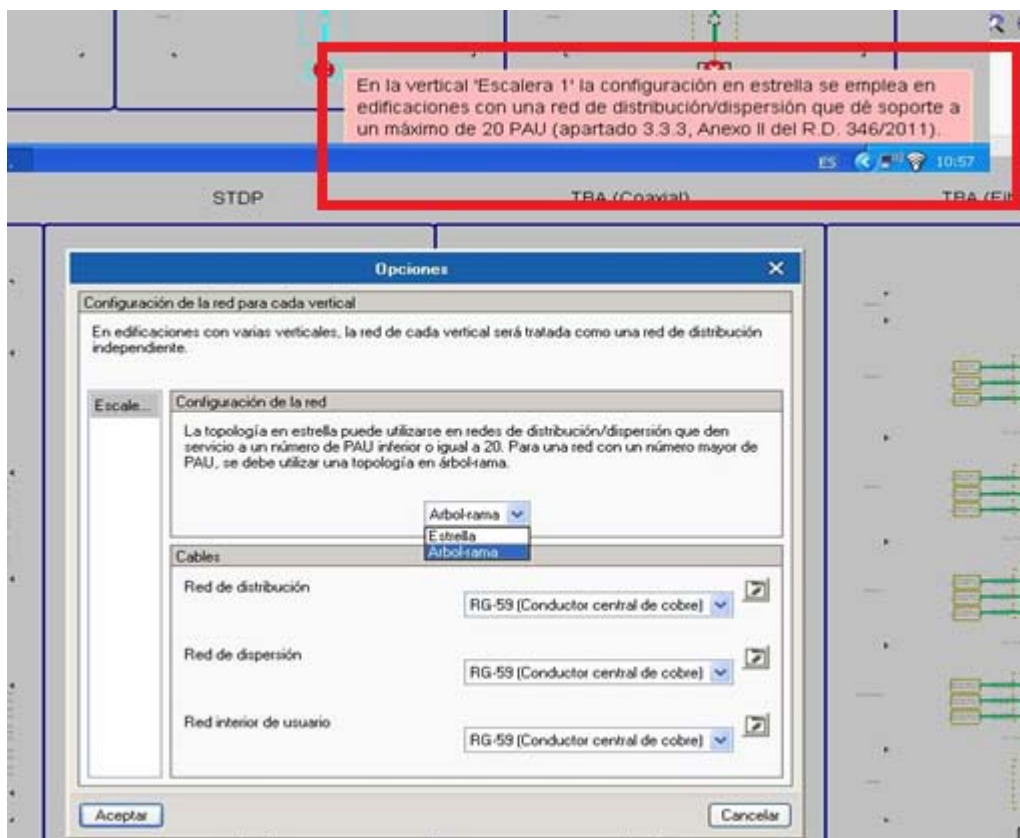 En la vertical 'Escalera 1' la configuración en estrella se emplea en
edificaciones con una red de distribución/dispersión que dé soporte a
un máximo de 20 PAU (apartado 3.3.3, Anexo II del R.D. 346/2011).
ES 10:57
STDP TBA (Coaxial) TBA (Fib
Opciones
Configuración de la red para cada vertical
En edificaciones con varias verticales, la red de cada vertical será tratada como una red de distribución
independiente.
Escale...
Configuración de la red
La topología en estrella puede utilizarse en redes de distribución/dispersión que den
servicio a un número de PAU inferior o igual a 20. Para una red con un número mayor de
PAU, se debe utilizar una topología en árbol-rama.
Arbol-rama
Estrella
Arbol-rama
Cables
Red de distribución
RG-59 (Conductor central de cobre)
Red de dispersión
RG-59 (Conductor central de cobre)
Red interior de usuario
RG-59 (Conductor central de cobre)
Aceptar Cancelar